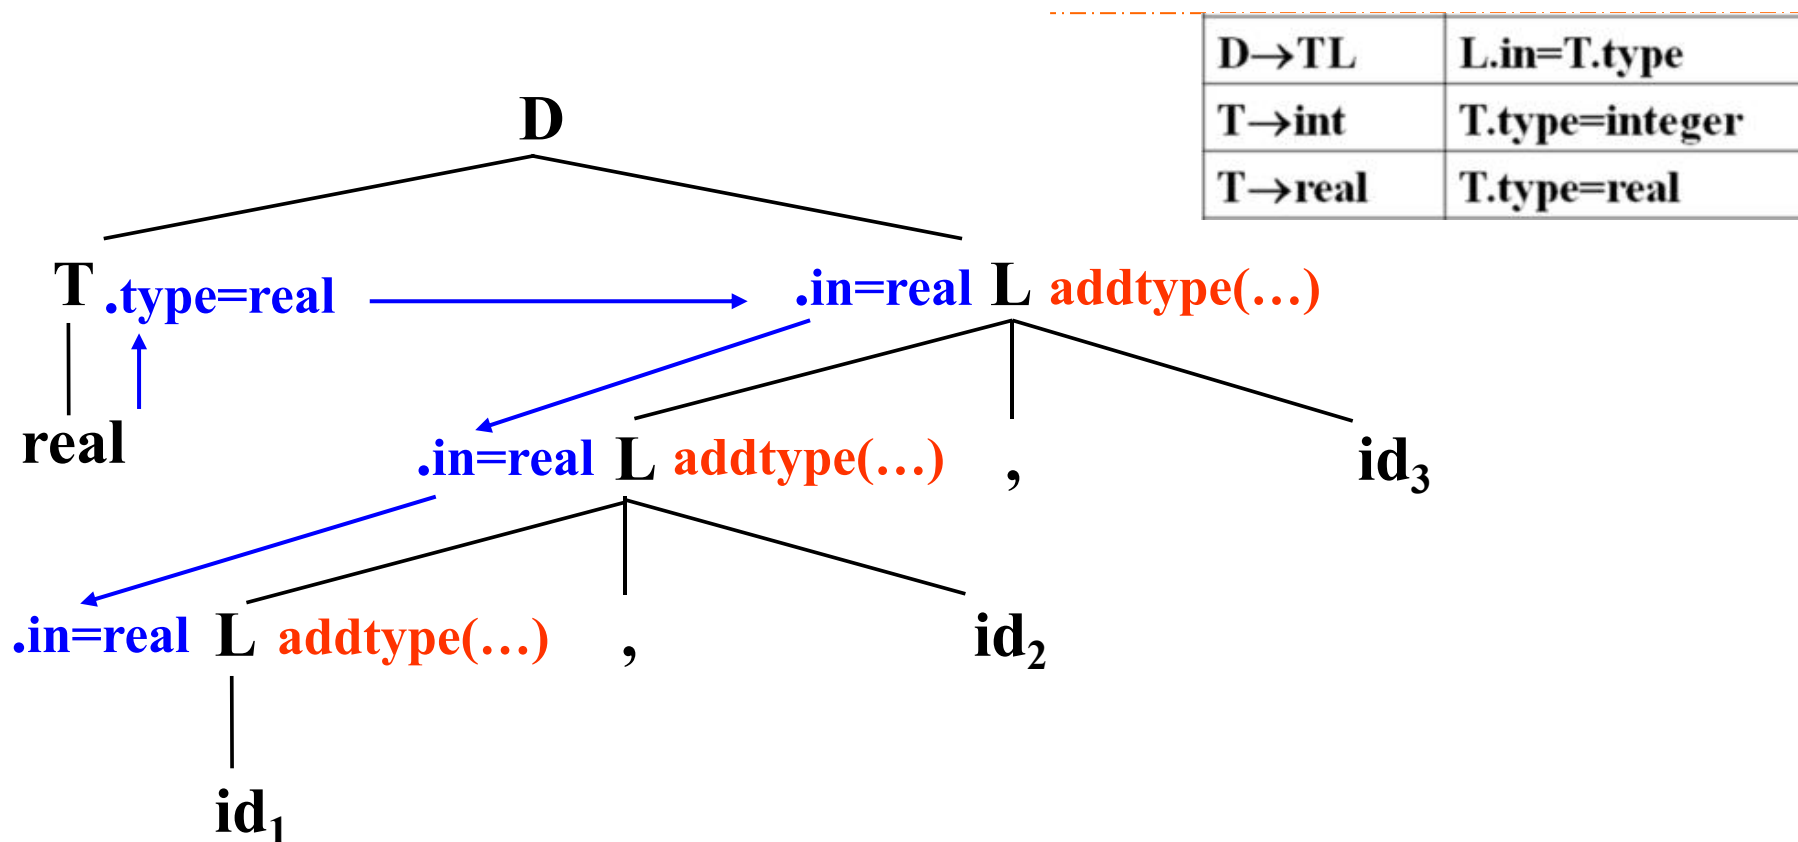 D→TL L.in=T.type
T→int T.type=integer
T→real T.type=real
D
T .type=real .in=real L addtype(…)
real .in=real L addtype(…) , id3
.in=real L addtype(…) , id2
id1